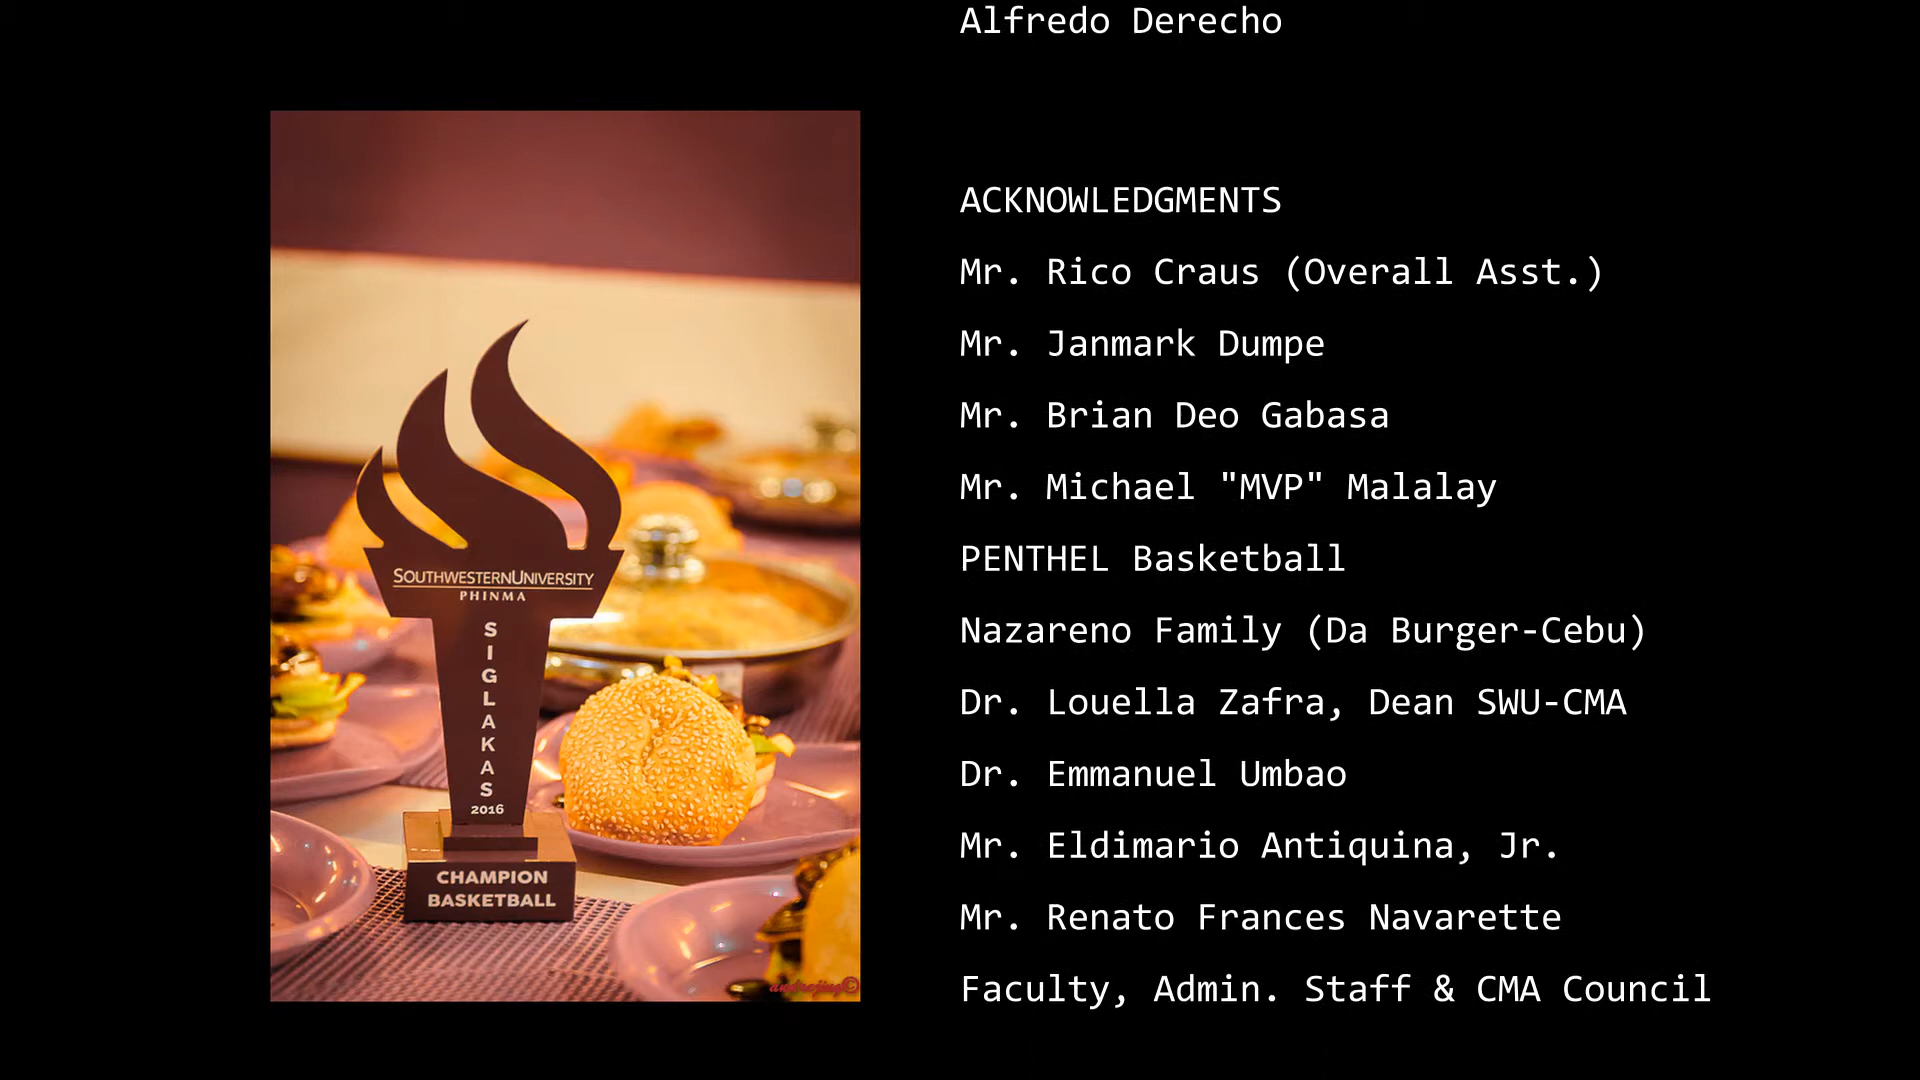 Alfredo Derecho
ACKNOWLEDGMENTS
Mr. Rico Craus (Overall Asst.)
Mr. Janmark Dumpe
Mr. Brian Deo Gabasa
Mr. Michael "MVP" Malalay
PENTHEL Basketball
Nazareno Family (Da Burger-Cebu)
Dr. Louella Zafra, Dean SWU-CMA
Dr. Emmanuel Umbao
Mr. Eldimario Antiquina, Jr.
Mr. Renato Frances Navarette
Faculty, Admin. Staff & CMA Council
SOUTHWESTERNUNIVERSITY
PHINMA
SIGLAKAS
2016
CHAMPION
BASKETBALL